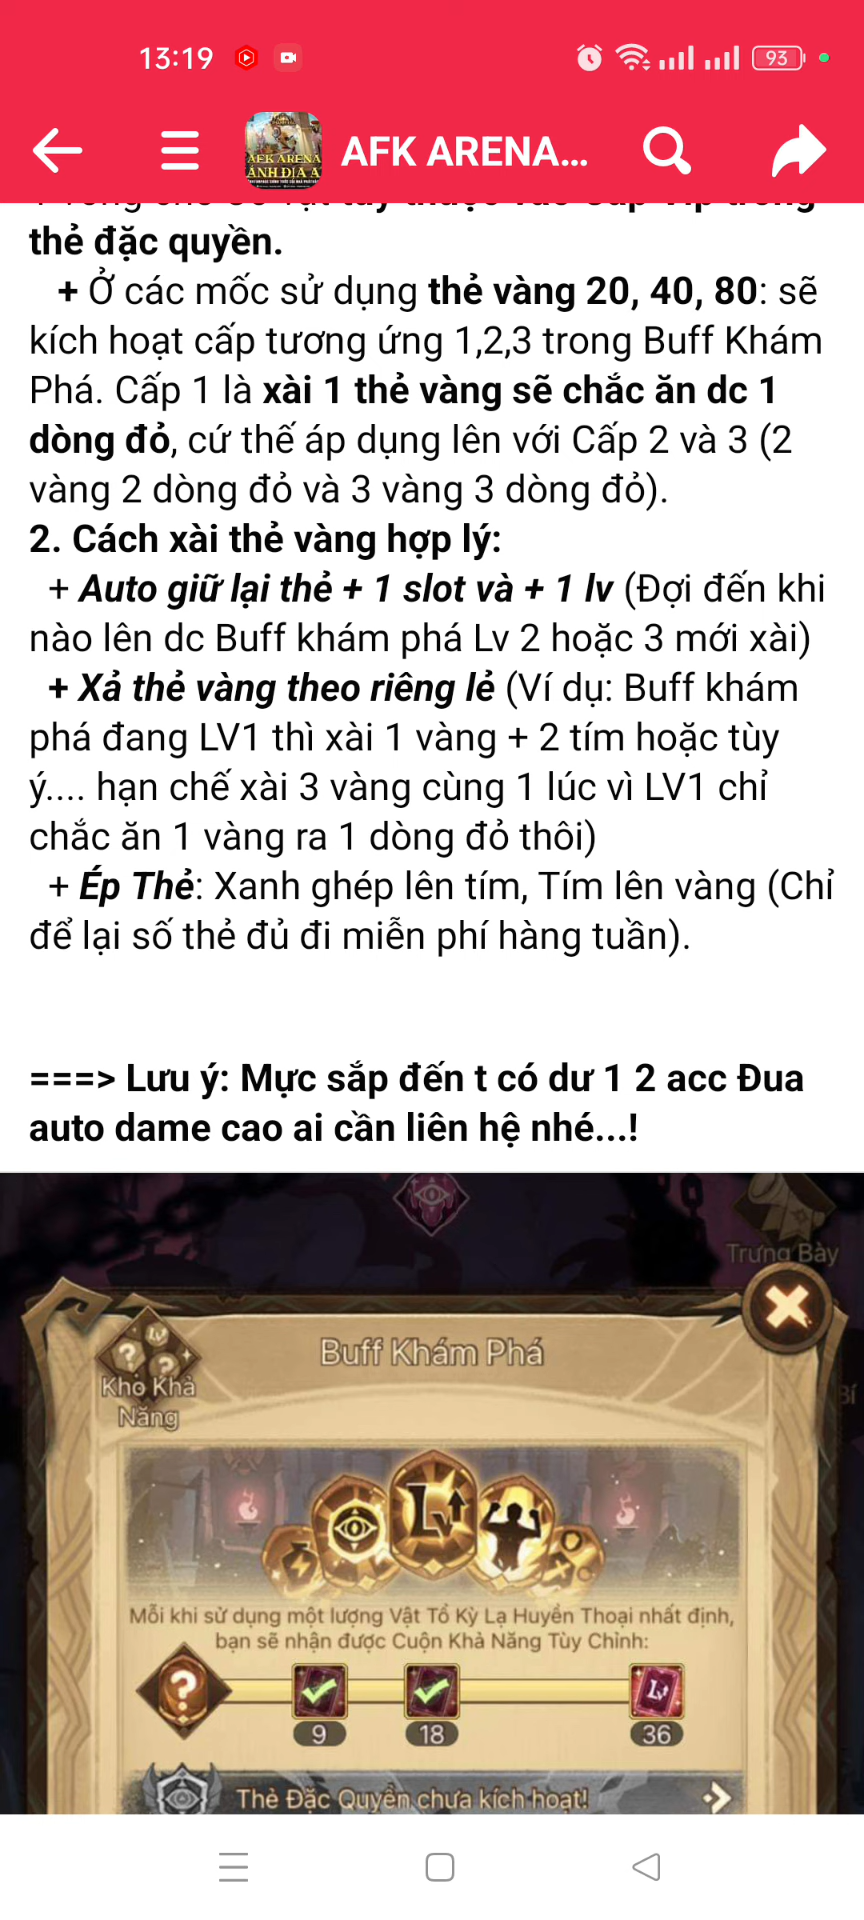 13:19
93
AFK ARENA
ANH ĐIA A
AFK ARENA...
thẻ đặc quyền.
+ Ở các mốc sử dụng thẻ vàng 20, 40, 80: sẽ
kích hoạt cấp tương ứng 1,2,3 trong Buff Khám
Phá. Cấp 1 là xài 1 thẻ vàng sẽ chắc ăn dc 1
dòng đỏ, cứ thế áp dụng lên với Cấp 2 và 3 (2
vàng 2 dòng đỏ và 3 vàng 3 dòng đỏ).
2. Cách xài thẻ vàng hợp lý:
+ Auto giữ lại thẻ + 1 slot và + 1 lv (Đợi đến khi
nào lên dc Buff khám phá Lv 2 hoặc 3 mới xài)
+ Xả thẻ vàng theo riêng lẻ (Ví dụ: Buff khám
phá đang LV1 thì xài 1 vàng + 2 tím hoặc tùy
ý.... hạn chế xài 3 vàng cùng 1 lúc vì LV1 chỉ
chắc ăn 1 vàng ra 1 dòng đỏ thôi)
+ Ép Thẻ: Xanh ghép lên tím, Tím lên vàng (Chỉ
để lại số thẻ đủ đi miễn phí hàng tuần).
===> Lưu ý: Mực sắp đến t có dư 1 2 acc Đua
auto dame cao ai cần liên hệ nhé...!
Trưng Bày
Buff Khám Phá
Lv
? ?
Kho Khả
Năng
Bí
Lv
Mỗi khi sử dụng một lượng Vật Tổ Kỳ Lạ Huyền Thoại nhất định,
bạn sẽ nhận được Cuộn Khả Năng Tùy Chỉnh:
?
Lv
9
18
36
Thẻ Đặc Quyền chưa kích hoạt!